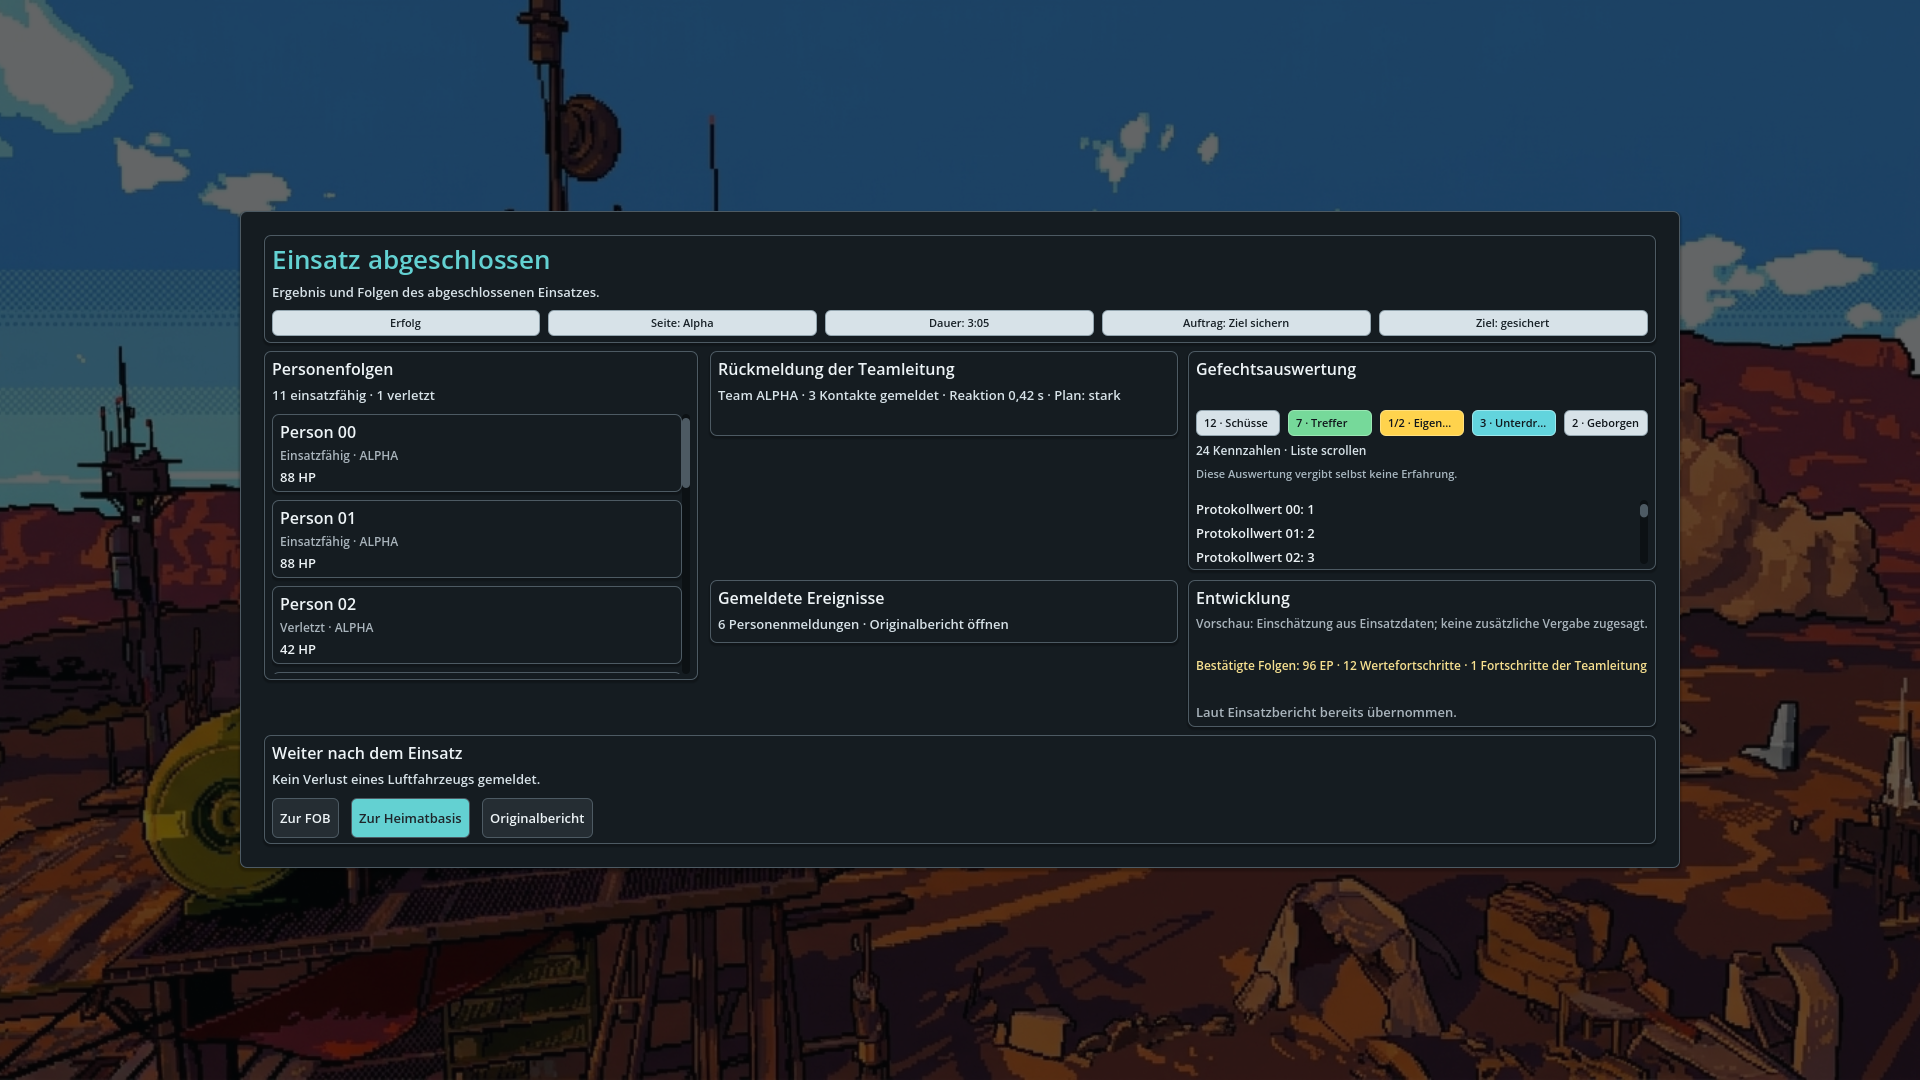 Einsatz abgeschlossen
Ergebnis und Folgen des abgeschlossenen Einsatzes.
Erfolg
Seite: Alpha
Dauer: 3:05
Auftrag: Ziel sichern
Ziel: gesichert
Personenfolgen
11 einsatzfähig · 1 verletzt
Person 00
Einsatzfähig · ALPHA
88 HP
Person 01
Einsatzfähig · ALPHA
88 HP
Person 02
Verletzt · ALPHA
42 HP
Rückmeldung der Teamleitung
Team ALPHA · 3 Kontakte gemeldet · Reaktion 0,42 s · Plan: stark
Gemeldete Ereignisse
6 Personenmeldungen · Originalbericht öffnen
Gefechtsauswertung
12 · Schüsse
7 · Treffer
1/2 · Eigen...
3 · Unterdr...
2 · Geborgen
24 Kennzahlen · Liste scrollen
Diese Auswertung vergibt selbst keine Erfahrung.
Protokollwert 00: 1
Protokollwert 01: 2
Protokollwert 02: 3
Entwicklung
Vorschau: Einschätzung aus Einsatzdaten; keine zusätzliche Vergabe zugesagt.
Bestätigte Folgen: 96 EP · 12 Wertefortschritte · 1 Fortschritte der Teamleitung
Laut Einsatzbericht bereits übernommen.
Weiter nach dem Einsatz
Kein Verlust eines Luftfahrzeugs gemeldet.
Zur FOB
Zur Heimatbasis
Originalbericht